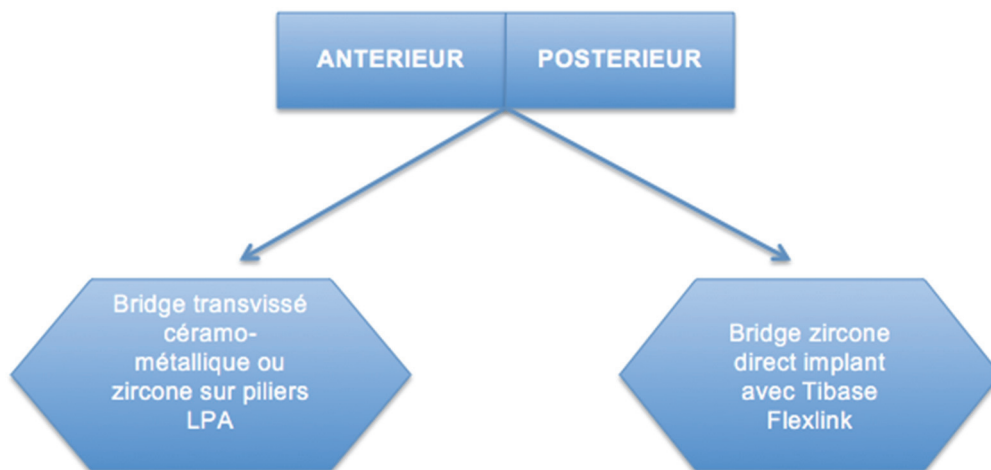 ANTERIEUR
POSTERIEUR
Bridge transvissé
céramo-
métallique ou
zircone sur piliers
LPA
Bridge zircone
direct implant
avec Tibase
Flexlink